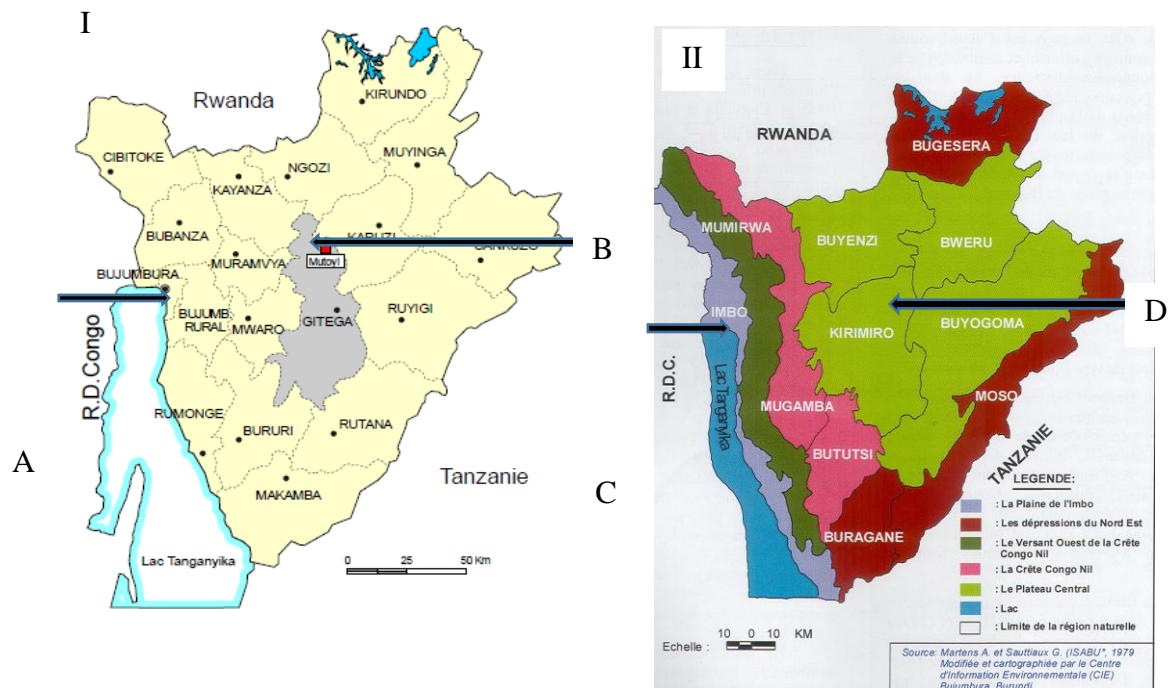 I
Rwanda
KIRUNDO
CIBITOKE
NGOZI
MUYINGA
KAYANZA
BUBANZA
KARUZI
CANKUZO
MURAMVYA
Mutoyi
B
BUJUMBURA
BUJUMB.
RURAL
MWARO
GITEGA
RUYIGI
R.D.Congo
RUMONGE
BURURI
RUTANA
A
Tanzanie
MAKAMBA
Lac Tanganyika
0 25 50 Km
II
RWANDA
BUGESERA
MUMIRWA
BUYENZI
BWERU
IMBO
KIRIMIRO
BUYOGOMA
D
R.D.C.
Lac Tanganyika
MUGAMBA
MOSO
BUTUTSI
TANZANIE
C
BURAGANE
LEGENDE:
: La Plaine de l'Imbo
: Les dépressions du Nord Est
: Le Versant Ouest de la Crête
Congo Nil
: La Crête Congo Nil
: Le Plateau Central
: Lac
: Limite de la région naturelle
10 0 10 KM
Echelle :
Source: Martens A. et Sauttiaux G. (ISABU*, 1979
Modifiée et cartographiée par le Centre
d'Information Environementale (CIE)
Bujumbura, Burundi